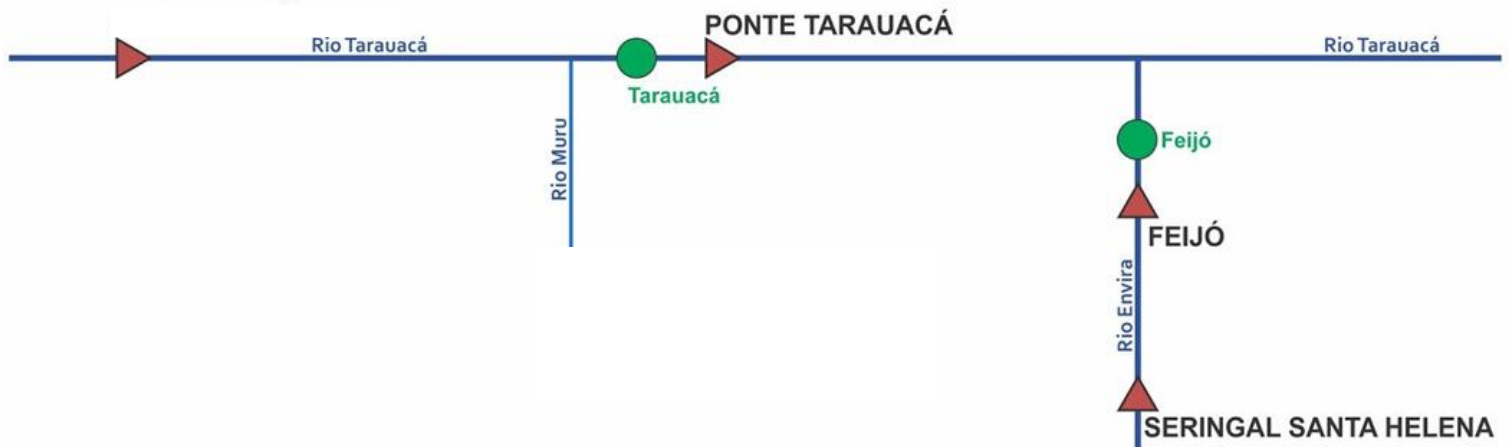 PONTE TARAUACÁ
Rio Tarauacá
Rio Tarauacá
Tarauacá
Rio Muru
Feijó
FEIJÓ
Rio Envira
SERINGAL SANTA HELENA